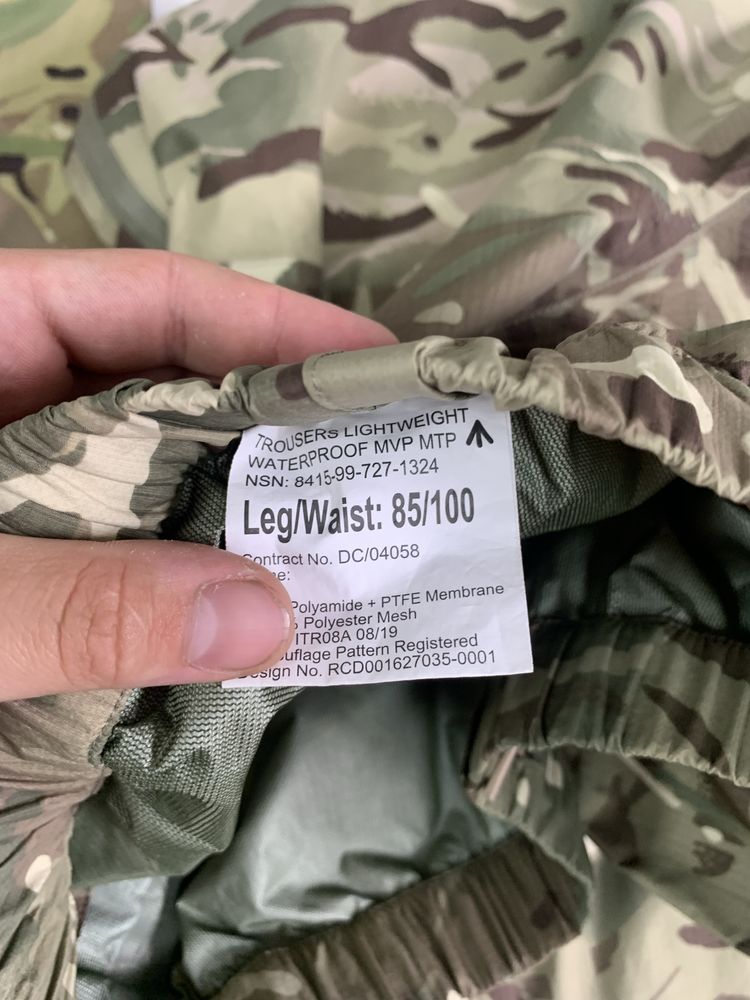 TROUSERs LIGHTWEIGHT
WATERPROOF MVP MTP
NSN: 8415-99-727-1324
Leg/Waist: 85/100
Contract No. DC/04058
Polyamide + PTFE Membrane
Polyester Mesh
ITR08A 08/19
Pattern Registered
Design No. RCD001627035-0001